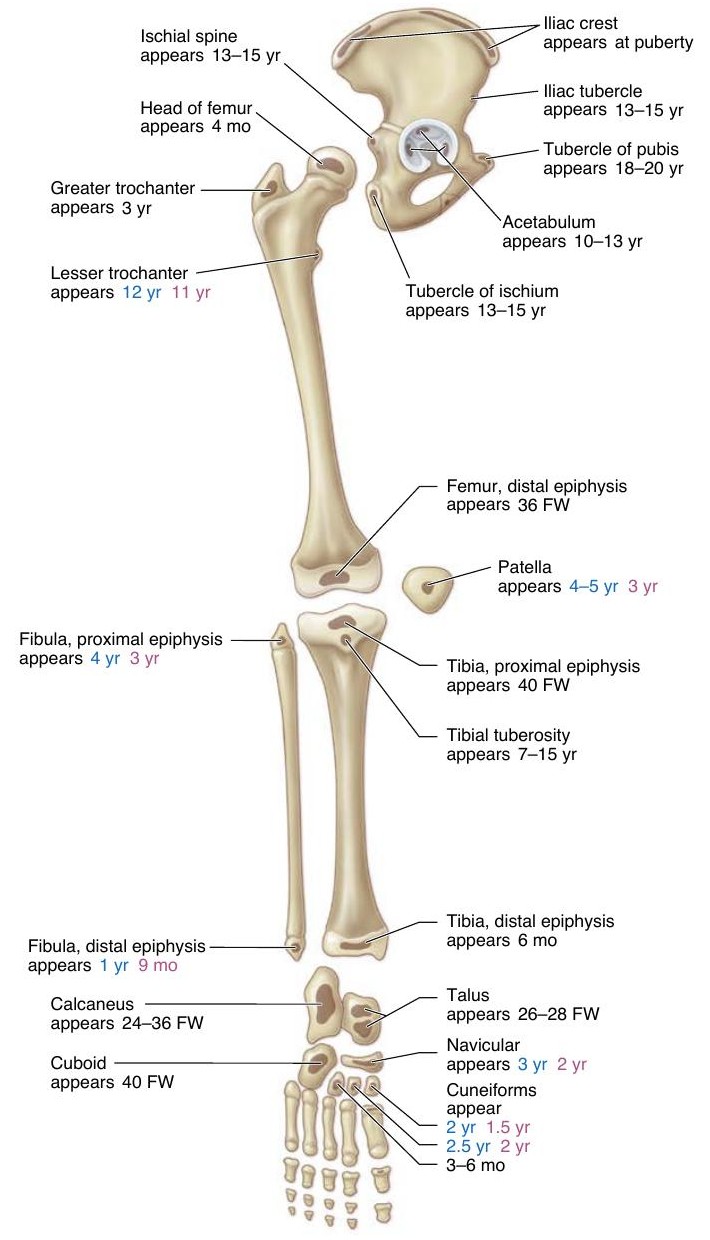 Ischial spine
appears 13–15 yr
Iliac crest
appears at puberty
Iliac tubercle
appears 13–15 yr
Head of femur
appears 4 mo
Tubercle of pubis
appears 18–20 yr
Greater trochanter
appears 3 yr
Acetabulum
appears 10–13 yr
Lesser trochanter
appears 12 yr 11 yr
Tubercle of ischium
appears 13–15 yr
Femur, distal epiphysis
appears 36 FW
Patella
appears 4–5 yr 3 yr
Fibula, proximal epiphysis
appears 4 yr 3 yr
Tibia, proximal epiphysis
appears 40 FW
Tibial tuberosity
appears 7–15 yr
Tibia, distal epiphysis
appears 6 mo
Fibula, distal epiphysis
appears 1 yr 9 mo
Calcaneus
appears 24–36 FW
Talus
appears 26–28 FW
Navicular
appears 3 yr 2 yr
Cuboid
appears 40 FW
Cuneiforms
appear
2 yr 1.5 yr
2.5 yr 2 yr
3–6 mo